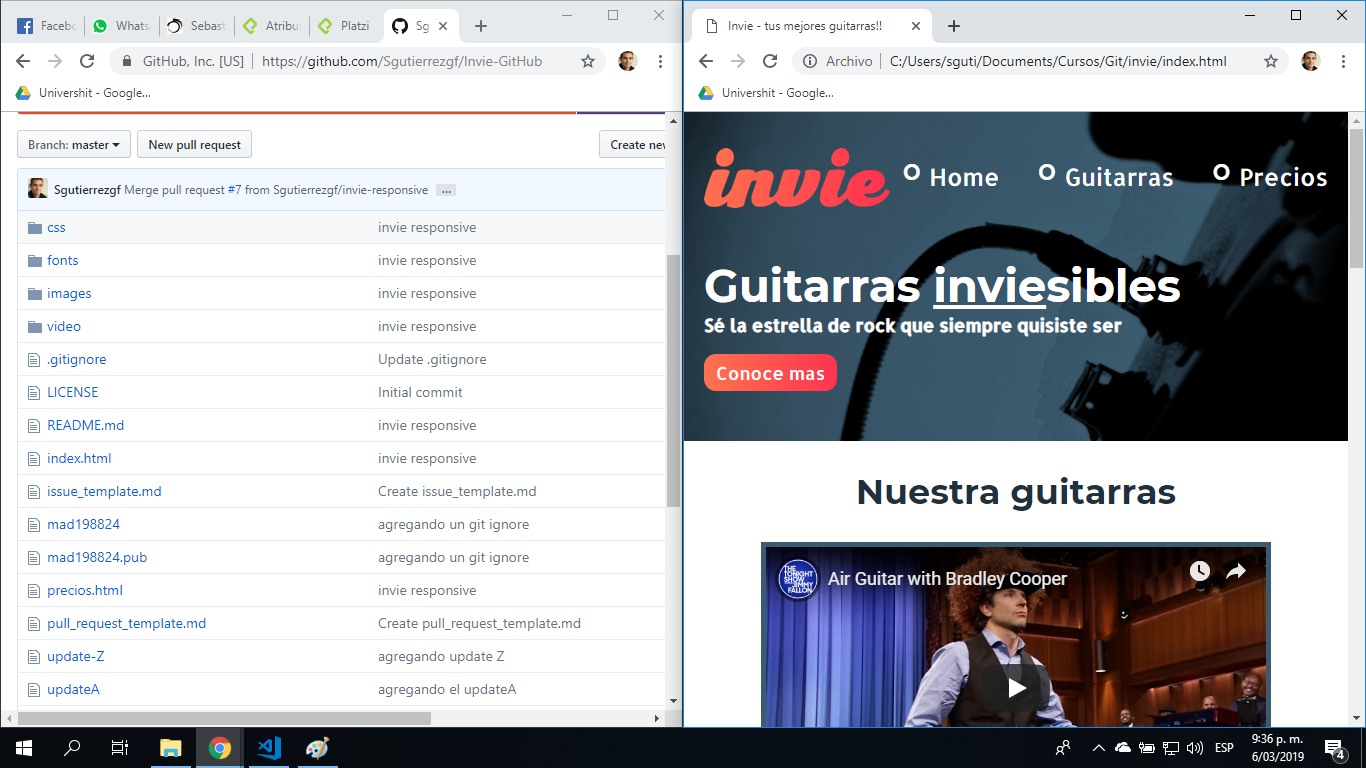 Faceb
Whats
Sebast
Atribut
Platzi
Sg
GitHub, Inc. [US] | https://github.com/Sgutierrezgf/Invie-GitHub
Univershit - Google...
Branch: master
New pull request
Create new
Sgutierrezgf Merge pull request #7 from Sgutierrezgf/invie-responsive ...
css invie responsive
fonts invie responsive
images invie responsive
video invie responsive
.gitignore Update .gitignore
LICENSE Initial commit
README.md invie responsive
index.html invie responsive
issue_template.md Create issue_template.md
mad198824 agregando un git ignore
mad198824.pub agregando un git ignore
precios.html invie responsive
pull_request_template.md Create pull_request_template.md
update-Z agregando update Z
updateA agregando el updateA
Invie - tus mejores guitarras!!
Archivo | C:/Users/sguti/Documents/Cursos/Git/invie/index.html
Univershit - Google...
invie
Home
Guitarras
Precios
Guitarras inviesibles
Sé la estrella de rock que siempre quisiste ser
Conoce mas
Nuestra guitarras
THE TONIGHT SHOW JIMMY FALLON
Air Guitar with Bradley Cooper
ESP
9:36 p. m.
6/03/2019
4